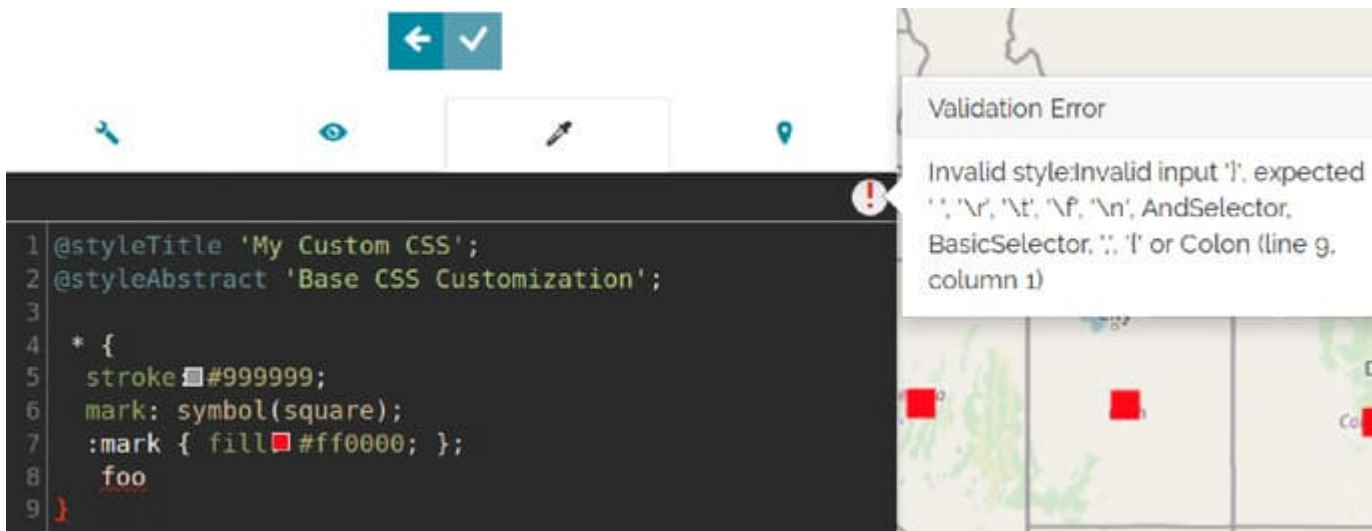 Validation Error
Invalid style:Invalid input '}', expected
' ', '\r', '\t', '\f', '\n', AndSelector,
BasicSelector, ',', '{' or Colon (line 9,
column 1)
1 @styleTitle 'My Custom CSS';
2 @styleAbstract 'Base CSS Customization';
3
4 * {
5 stroke: #999999;
6 mark: symbol(square);
7 :mark { fill: #ff0000; };
8 foo
9 }
City